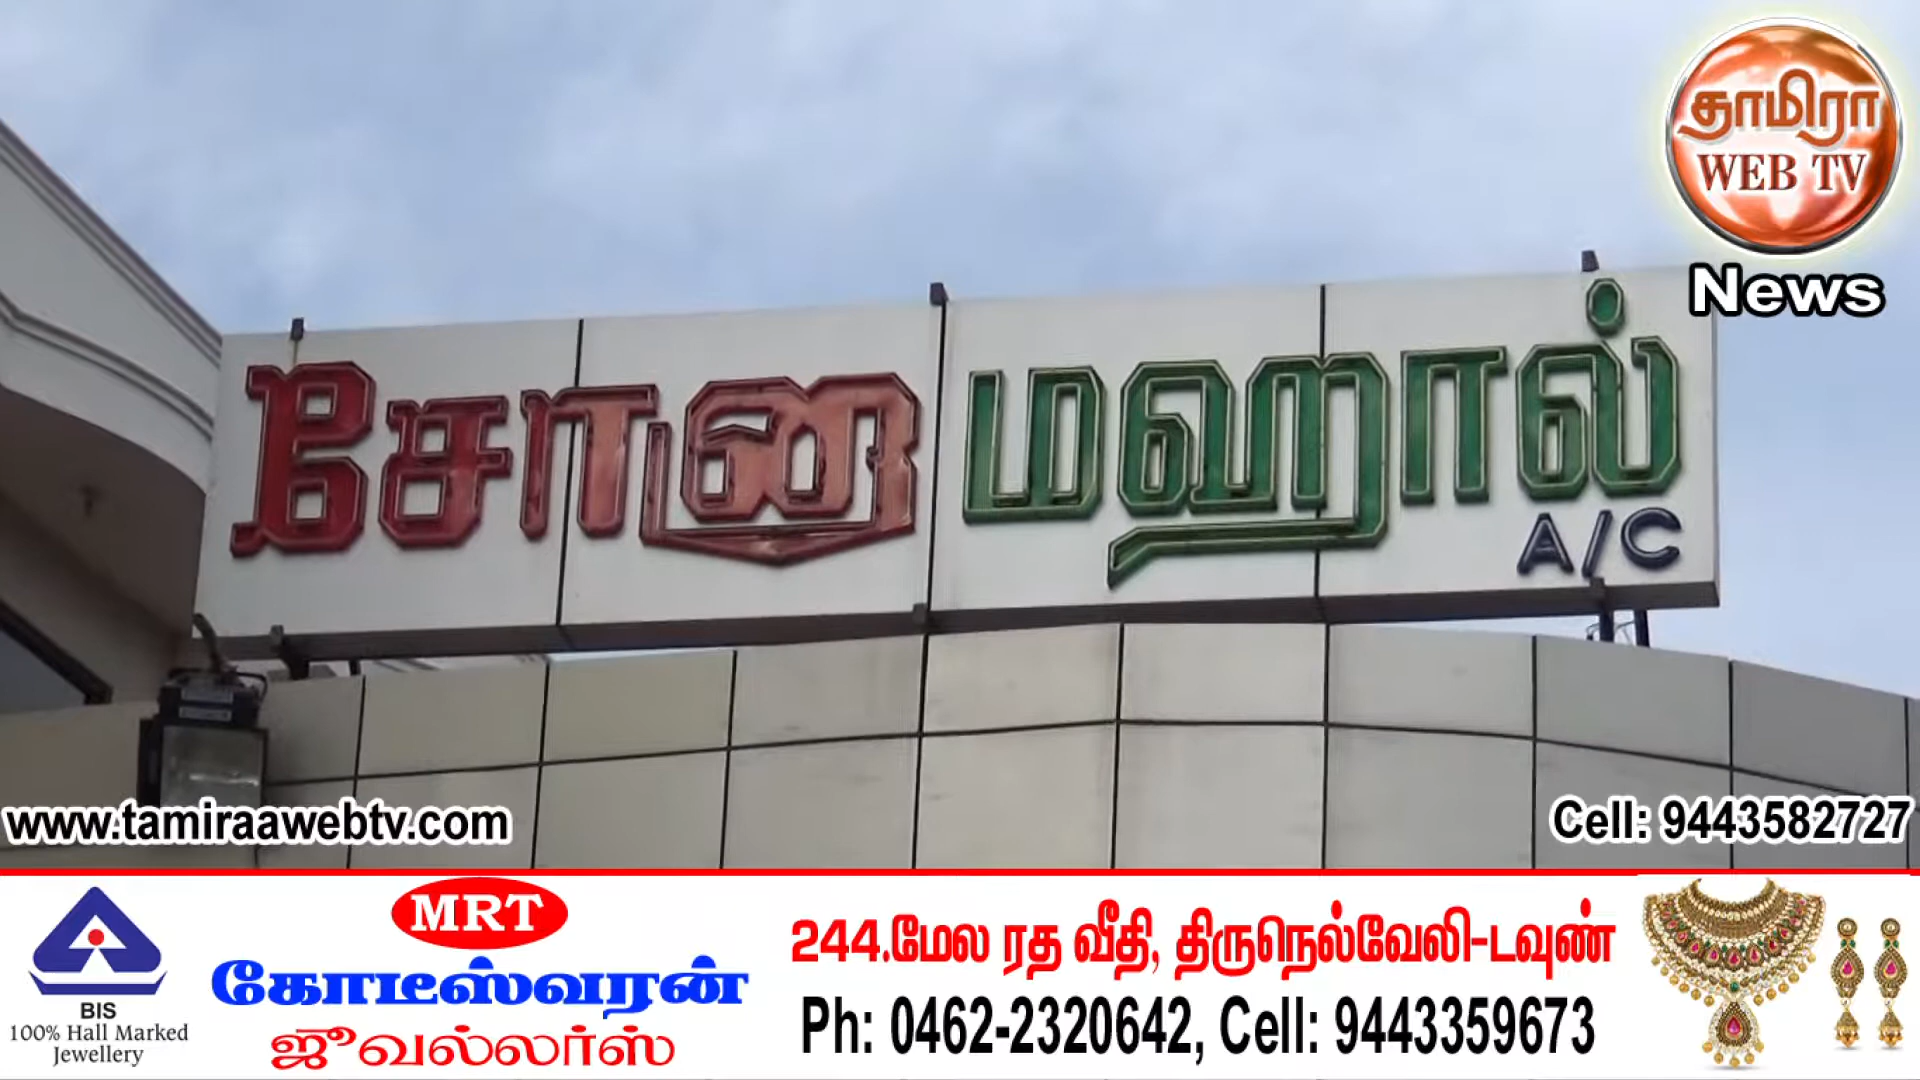 தாமிரா
WEB TV
News
சோனா மஹால்
A/C
www.tamiraawebtv.com
Cell: 9443582727
BIS
100% Hall Marked
Jewellery
MRT
கோடீஸ்வரன்
ஜுவல்லர்ஸ்
244.மேல ரத வீதி, திருநெல்வேலி-டவுண்
Ph: 0462-2320642, Cell: 9443359673